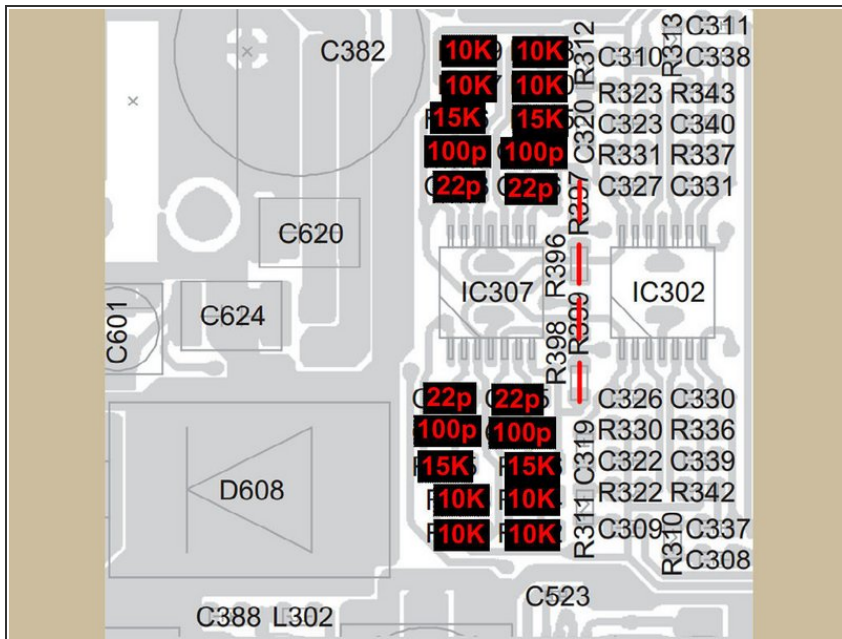 C311
C382 10K 10K R312 C310 R313 C338
10K 10K R323 R343
15K 15K C320 C323 C340
100p 100p R331 R337
22p 22p R397 C327 C331
C620
R396
C624 IC307 IC302
C601 R399
R398
22p 22p C326 C330
100p 100p R330 R336
15K 15K C319 C322 C339
D608 10K 10K R322 R342
10K 10K R311 C309 R310 C337
C308
C523
C388 L302